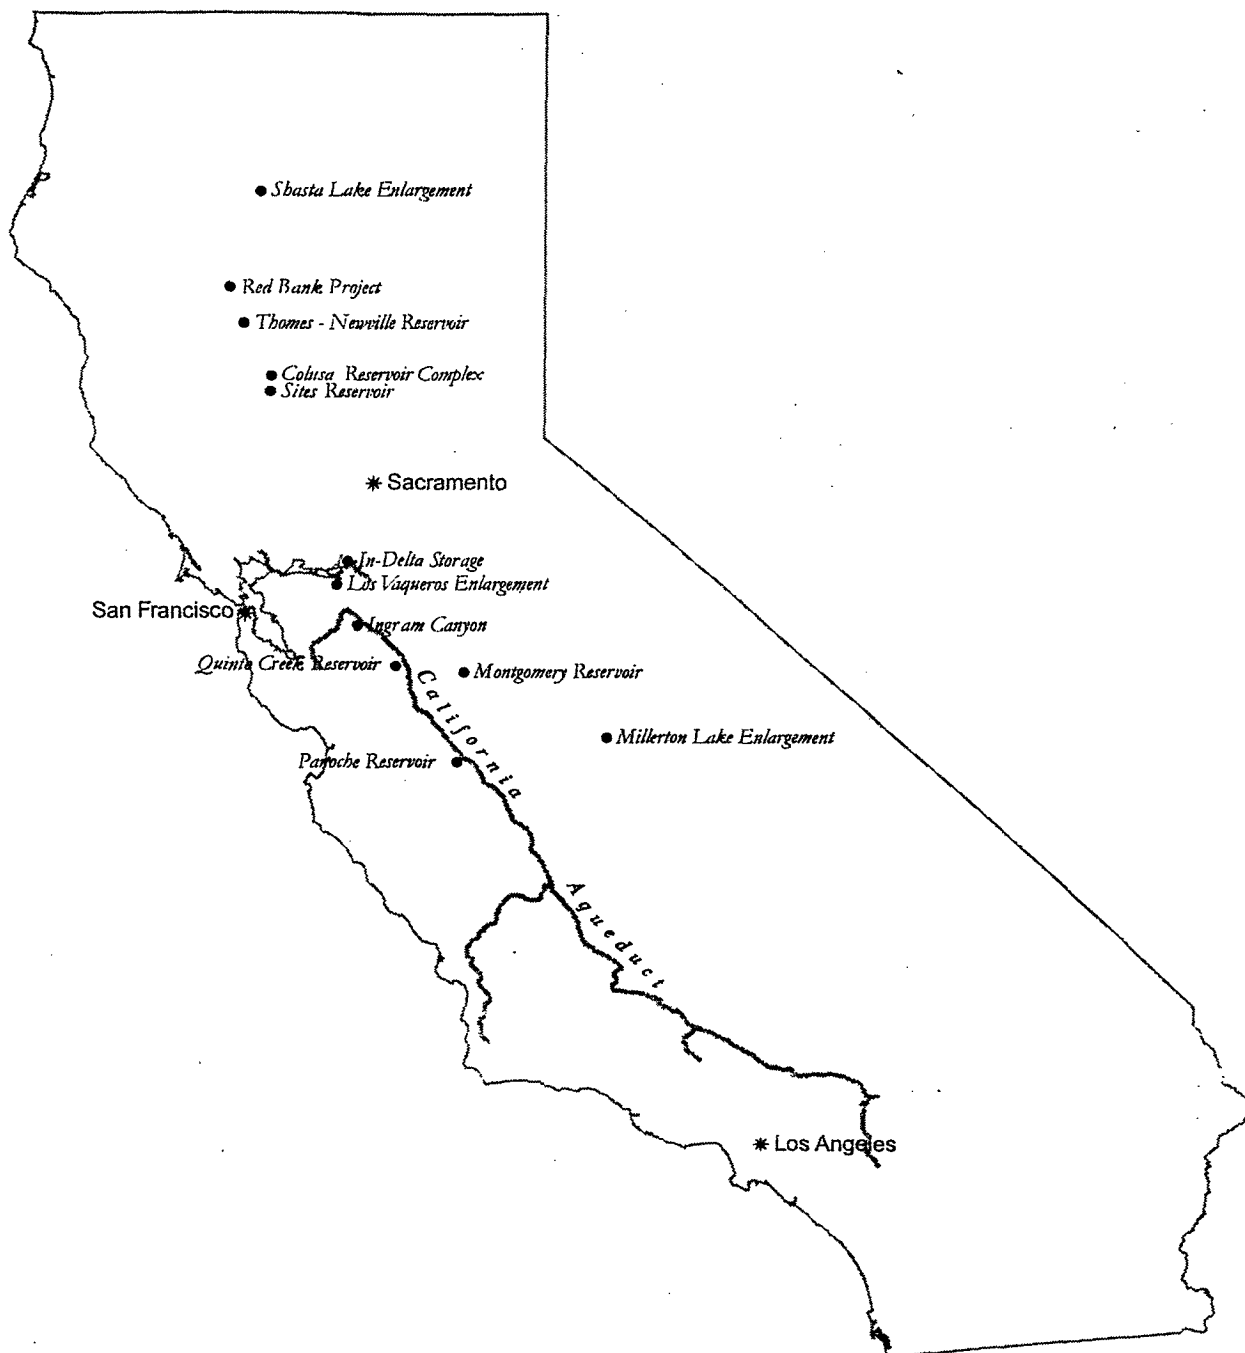 Shasta Lake Enlargement
Red Bank Project
Thomes - Newville Reservoir
Colusa Reservoir Complex
Sites Reservoir
Sacramento
In-Delta Storage
Los Vaqueros Enlargement
San Francisco
Ingram Canyon
Quinto Creek Reservoir
Montgomery Reservoir
California
Millerton Lake Enlargement
Panoche Reservoir
Aqueduct
Los Angeles